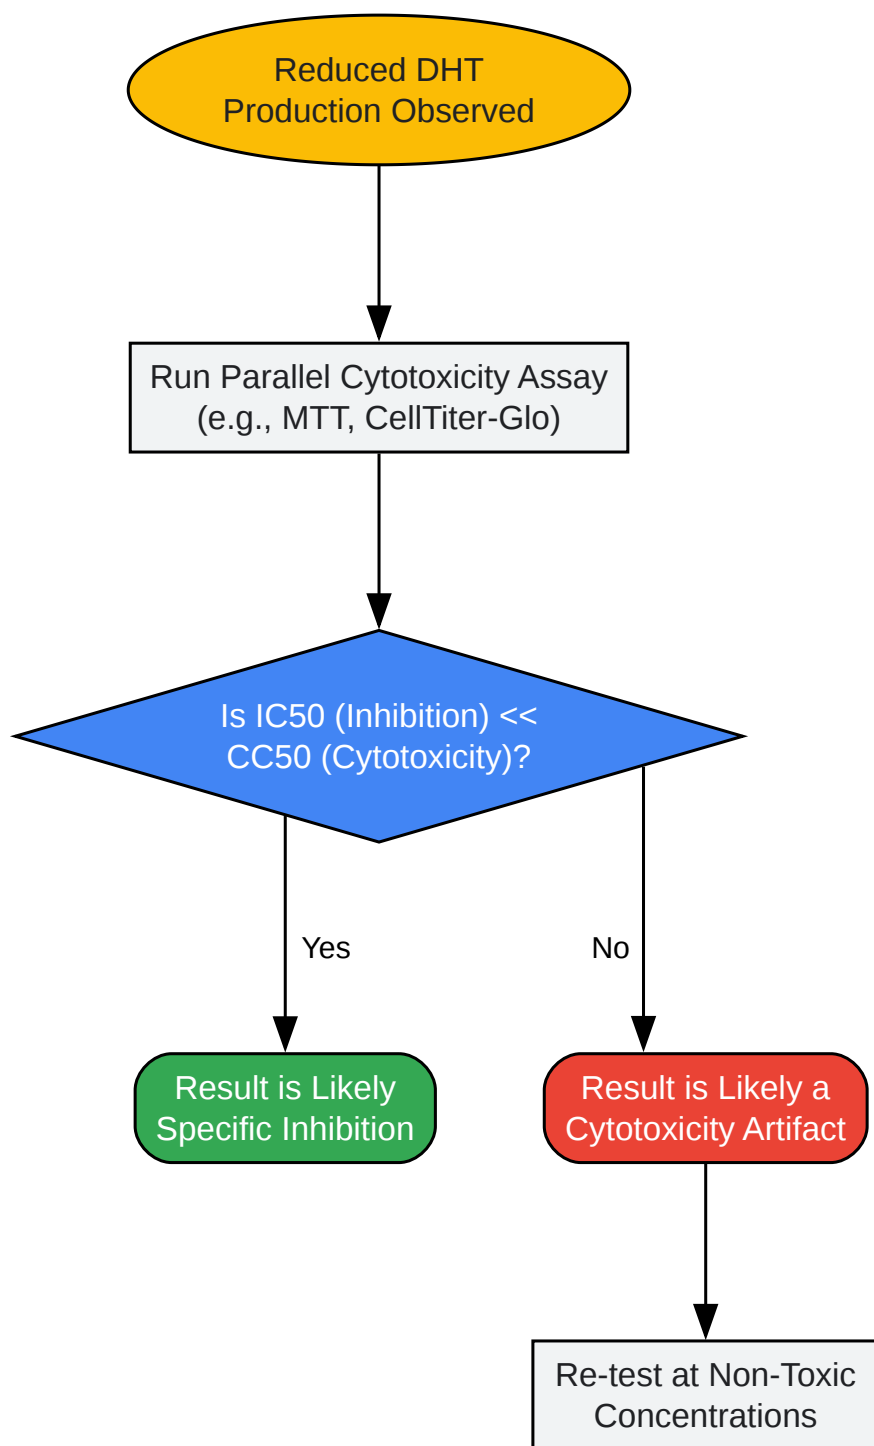 Reduced DHT
Production Observed
Run Parallel Cytotoxicity Assay
(e.g., MTT, CellTiter-Glo)
Is IC50 (Inhibition) <<
CC50 (Cytotoxicity)?
Yes
No
Result is Likely
Specific Inhibition
Result is Likely a
Cytotoxicity Artifact
Re-test at Non-Toxic
Concentrations